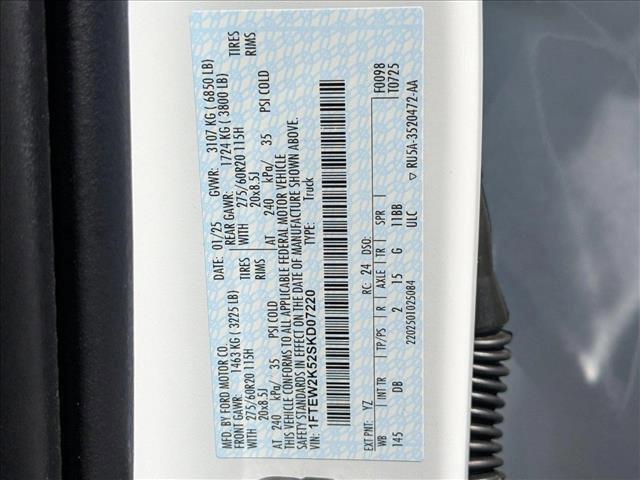 MFD. BY FORD MOTOR CO.
DATE: 01/25 GVWR: 3107 KG ( 6850 LB)
FRONT GAWR: 1463 KG ( 3225 LB) REAR GAWR: 1724 KG ( 3800 LB)
WITH 275/60R20 115H TIRES WITH 275/60R20 115H TIRES
20x8.5J RIMS 20x8.5J RIMS
AT 240 kPa/ 35 PSI COLD AT 240 kPa/ 35 PSI COLD
THIS VEHICLE CONFORMS TO ALL APPLICABLE FEDERAL MOTOR VEHICLE
SAFETY STANDARDS IN EFFECT ON THE DATE OF MANUFACTURE SHOWN ABOVE.
VIN: 1FTEW2K52SKD07220 TYPE: Truck
F0098
T0725
EXT PNT: YZ RC: 24 DSO:
WB INT TR TP/PS R AXLE TR SPR
145 DB 2 15 G 11BB
2202501025084 ULC ▽ RU5A-3520472-AA